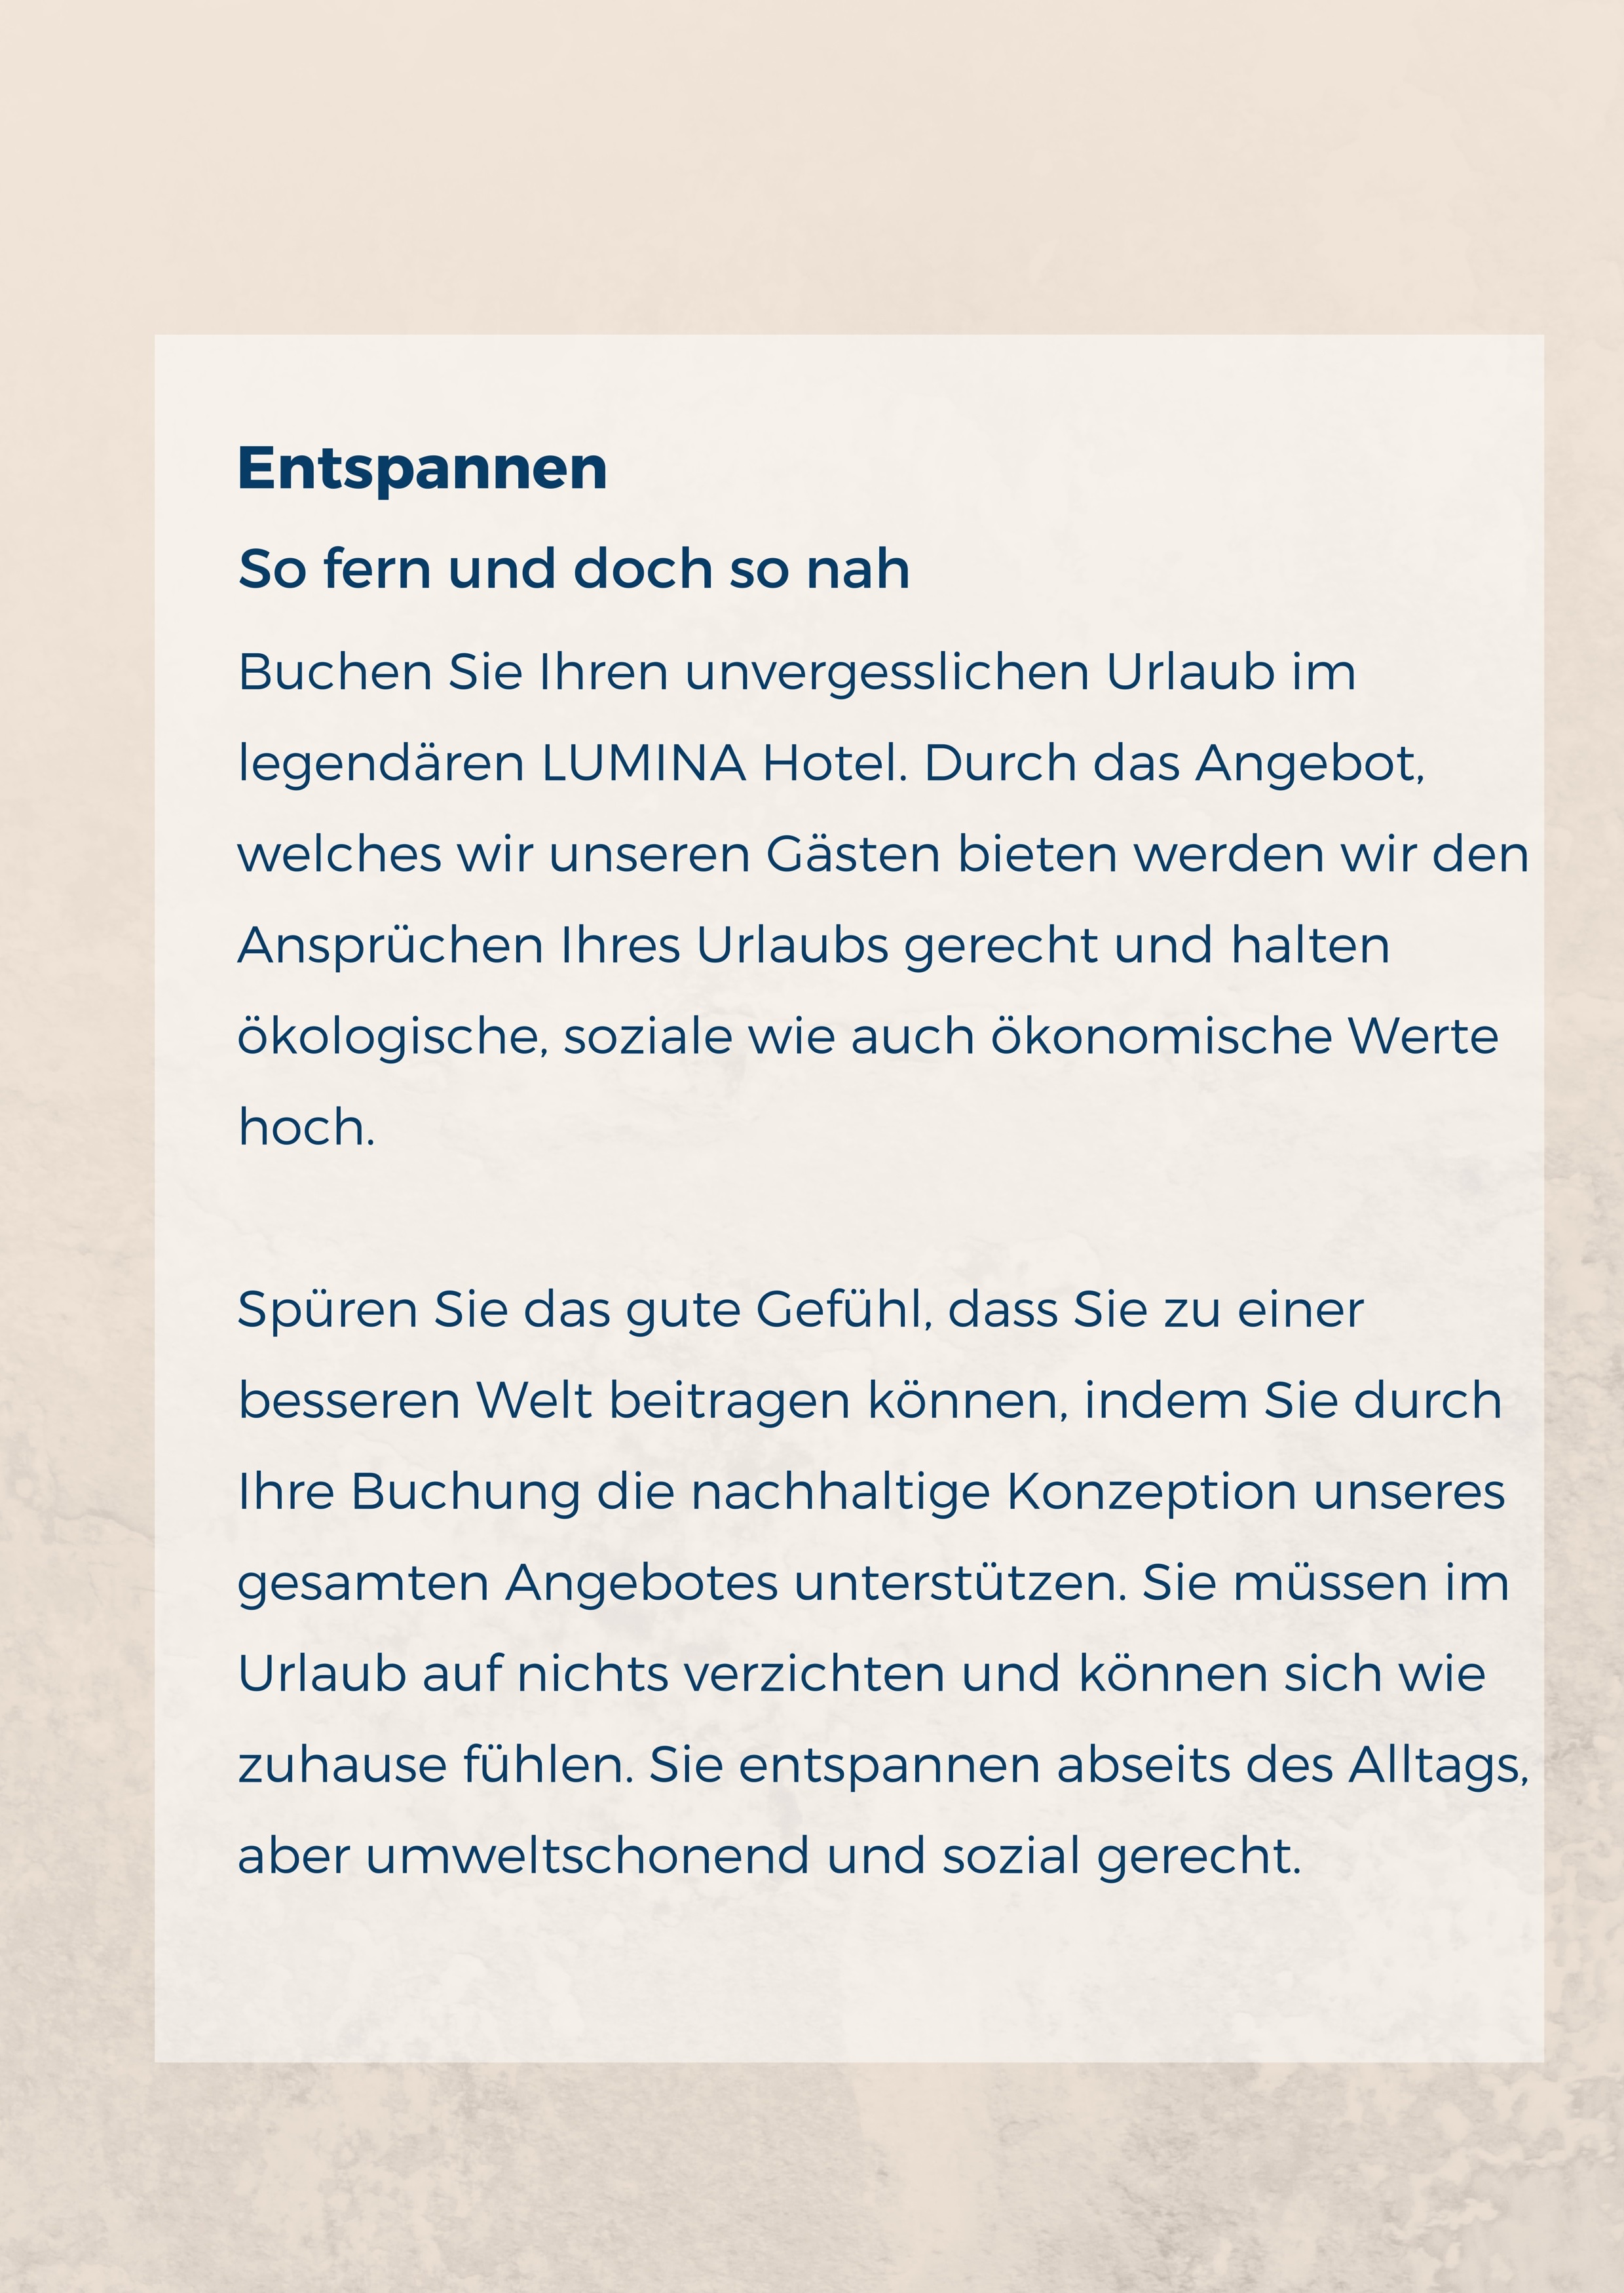 Entspannen
So fern und doch so nah
Buchen Sie Ihren unvergesslichen Urlaub im
legendären LUMINA Hotel. Durch das Angebot,
welches wir unseren Gästen bieten werden wir den
Ansprüchen Ihres Urlaubs gerecht und halten
ökologische, soziale wie auch ökonomische Werte
hoch.
Spüren Sie das gute Gefühl, dass Sie zu einer
besseren Welt beitragen können, indem Sie durch
Ihre Buchung die nachhaltige Konzeption unseres
gesamten Angebotes unterstützen. Sie müssen im
Urlaub auf nichts verzichten und können sich wie
zuhause fühlen. Sie entspannen abseits des Alltags,
aber umweltschonend und sozial gerecht.